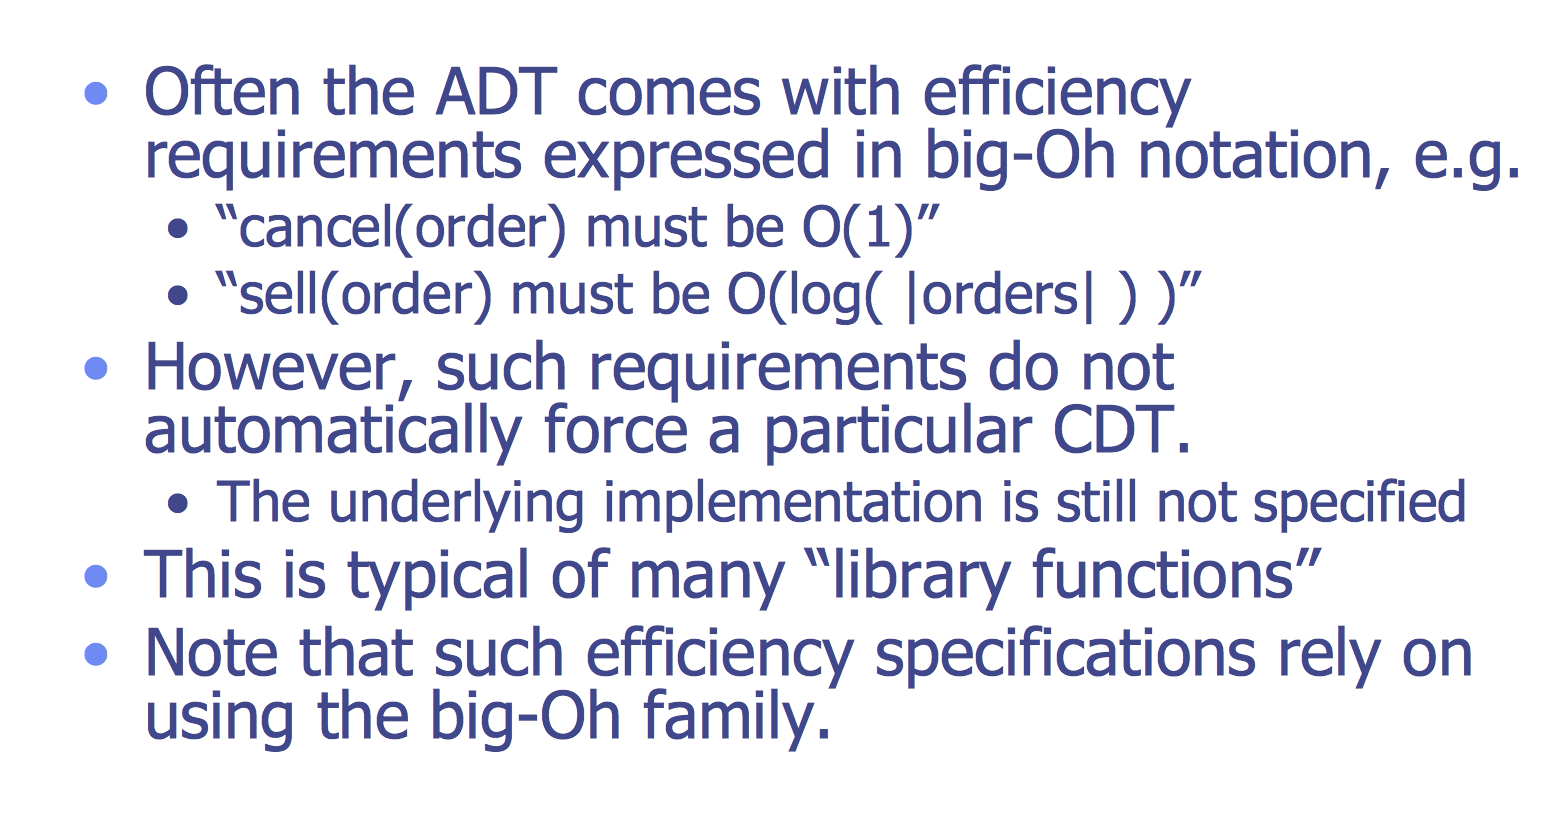 • Often the ADT comes with efficiency
requirements expressed in big-Oh notation, e.g.
• “cancel(order) must be O(1)”
• “sell(order) must be O(log( |orders| ) )”
• However, such requirements do not
automatically force a particular CDT.
• The underlying implementation is still not specified
• This is typical of many “library functions”
• Note that such efficiency specifications rely on
using the big-Oh family.